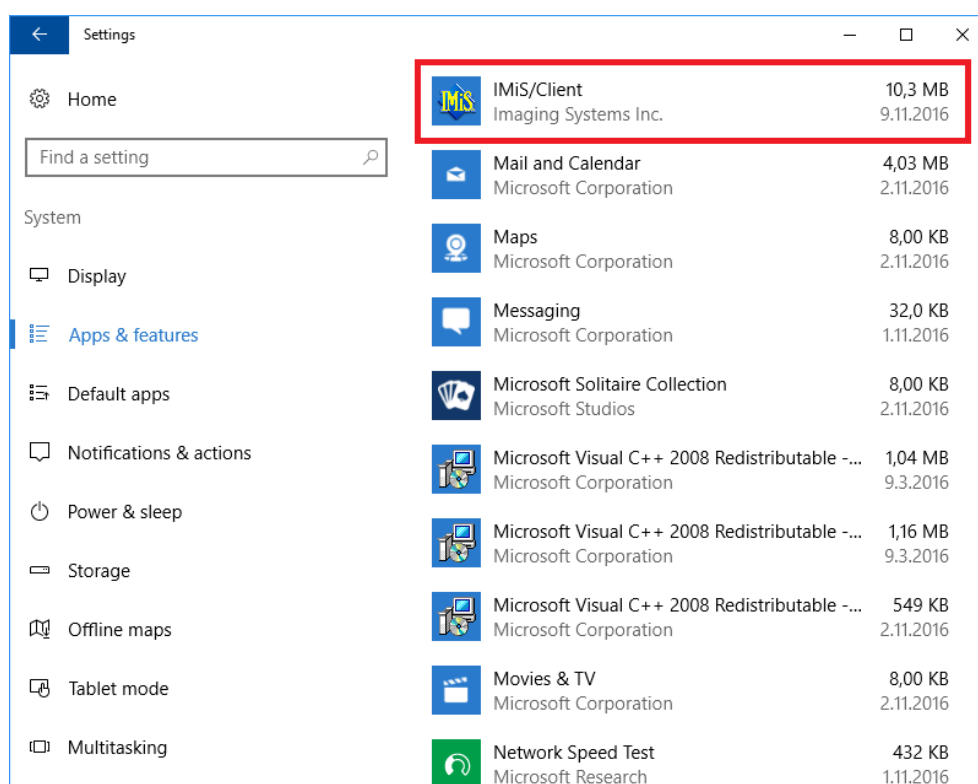 Settings
Home
Find a setting
System
Display
Apps & features
Default apps
Notifications & actions
Power & sleep
Storage
Offline maps
Tablet mode
Multitasking
IMiS
IMiS/Client 10,3 MB
Imaging Systems Inc. 9.11.2016
Mail and Calendar 4,03 MB
Microsoft Corporation 2.11.2016
Maps 8,00 KB
Microsoft Corporation 2.11.2016
Messaging 32,0 KB
Microsoft Corporation 1.11.2016
Microsoft Solitaire Collection 8,00 KB
Microsoft Studios 2.11.2016
Microsoft Visual C++ 2008 Redistributable -... 1,04 MB
Microsoft Corporation 9.3.2016
Microsoft Visual C++ 2008 Redistributable -... 1,16 MB
Microsoft Corporation 9.3.2016
Microsoft Visual C++ 2008 Redistributable -... 549 KB
Microsoft Corporation 2.11.2016
Movies & TV 8,00 KB
Microsoft Corporation 2.11.2016
Network Speed Test 432 KB
Microsoft Research 1.11.2016